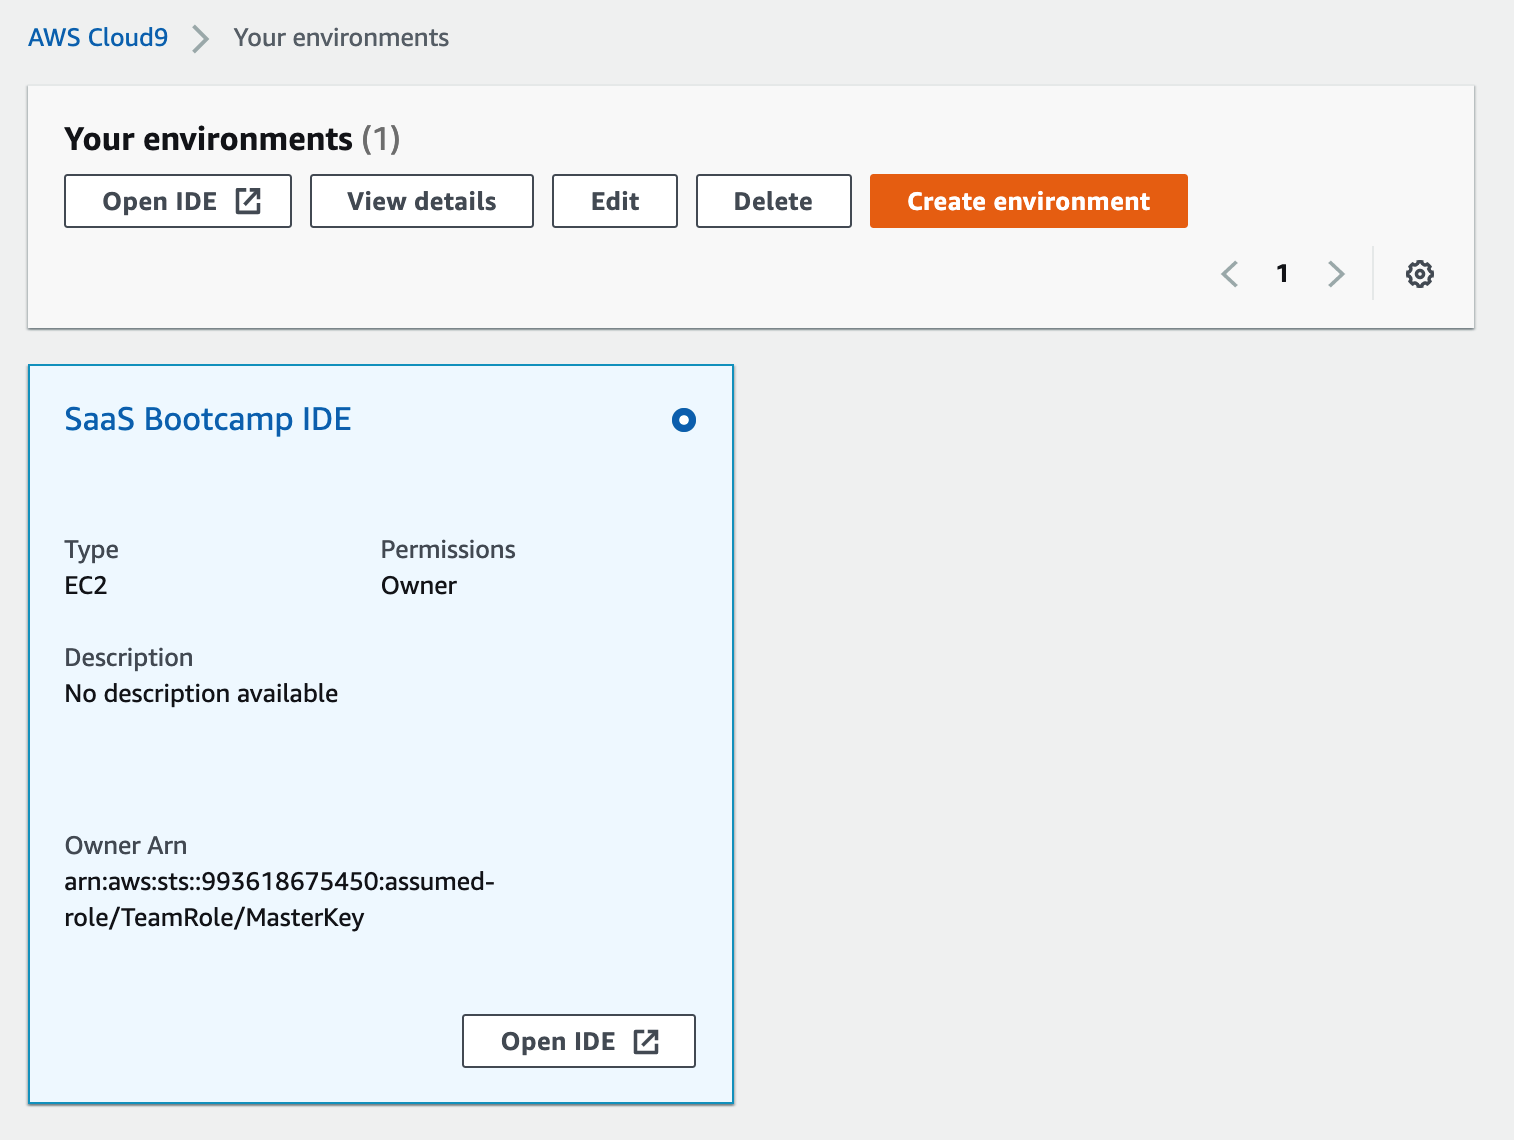 AWS Cloud9 Your environments
Your environments (1)
Open IDE View details Edit Delete Create environment
1
SaaS Bootcamp IDE
Type Permissions
EC2 Owner
Description
No description available
Owner Arn
arn:aws:sts::993618675450:assumed-
role/TeamRole/MasterKey
Open IDE